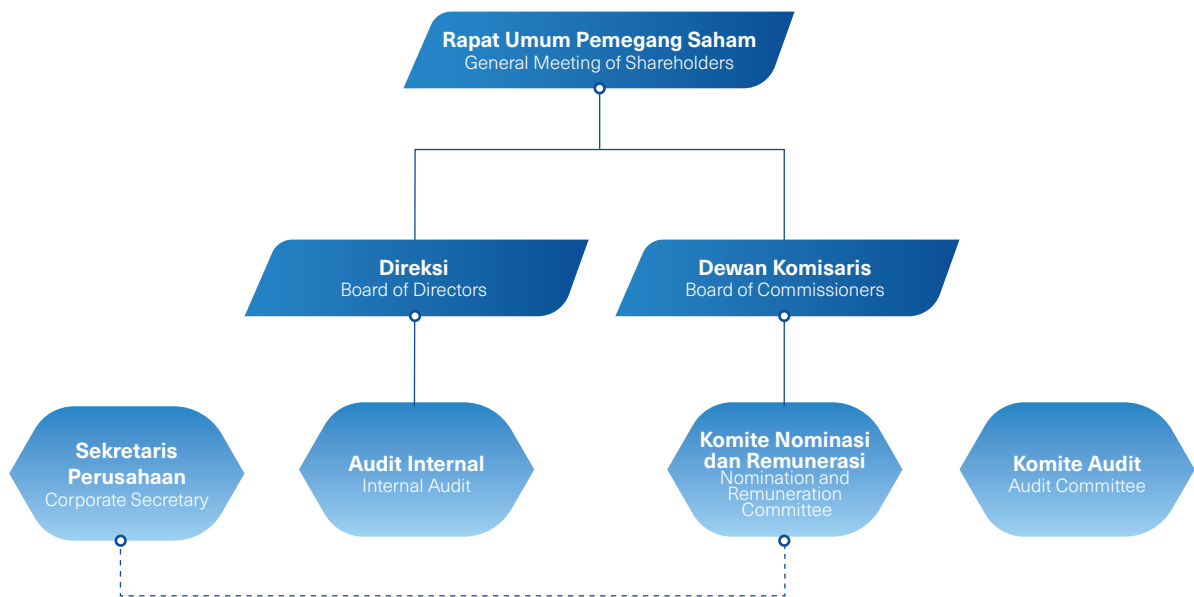 Rapat Umum Pemegang Saham
General Meeting of Shareholders
Direksi
Board of Directors
Dewan Komisaris
Board of Commissioners
Sekretaris
Perusahaan
Corporate Secretary
Audit Internal
Internal Audit
Komite Nominasi
dan Remunerasi
Nomination and
Remuneration
Committee
Komite Audit
Audit Committee